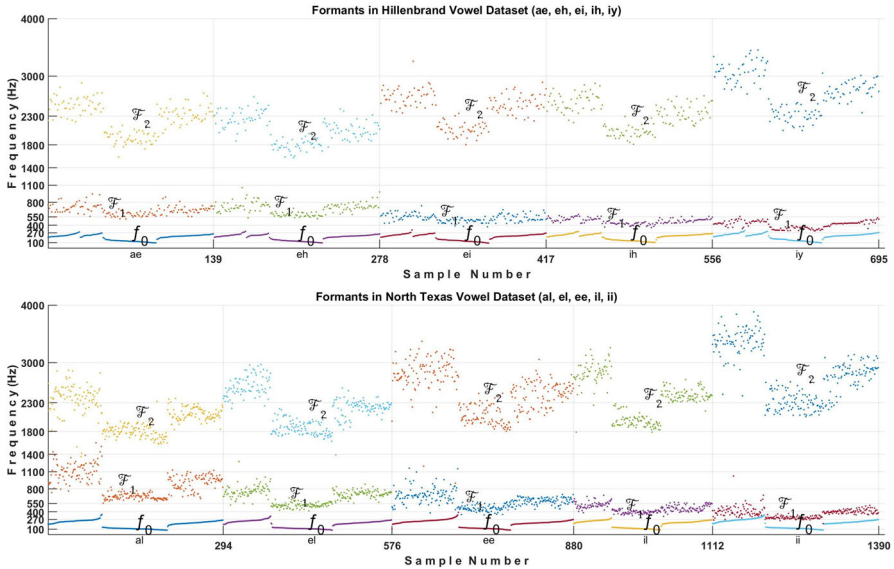 Formants in Hillenbrand Vowel Dataset (ae, eh, ei, ih, iy)
Frequency (Hz)
4000
3000
2300
1800
1400
1100
800
550
400
270
100
ℱ2 ℱ2 ℱ2 ℱ2 ℱ2
ℱ1 ℱ1 ℱ1 ℱ1 ℱ1
f0 f0 f0 f0 f0
ae 139 eh 278 ei 417 ih 556 iy 695
Sample Number
Formants in North Texas Vowel Dataset (al, el, ee, il, ii)
Frequency (Hz)
4000
3000
2300
1800
1400
1100
800
550
400
270
100
ℱ2 ℱ2 ℱ2 ℱ2 ℱ2
ℱ1 ℱ1 ℱ1 ℱ1 ℱ1
f0 f0 f0 f0 f0
al 294 el 576 ee 880 il 1112 ii 1390
Sample Number